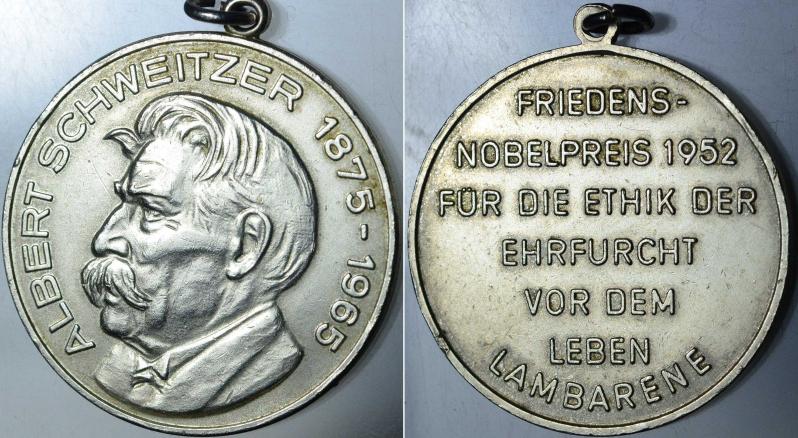 ALBERT SCHWEITZER 1875-1965
FRIEDENS-
NOBELPREIS 1952
FÜR DIE ETHIK DER
EHRFURCHT
VOR DEM
LEBEN
LAMBARENE